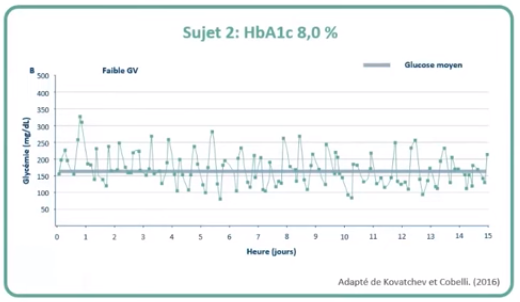 Sujet 2: HbA1c 8,0 %
B
Faible GV
Glucose moyen
Glycémie (mg/dL)
500
400
350
300
250
200
150
100
50
0 1 2 3 4 5 6 7 8 9 10 11 12 13 14 15
Heure (jours)
Adapté de Kovatchev et Cobelli. (2016)